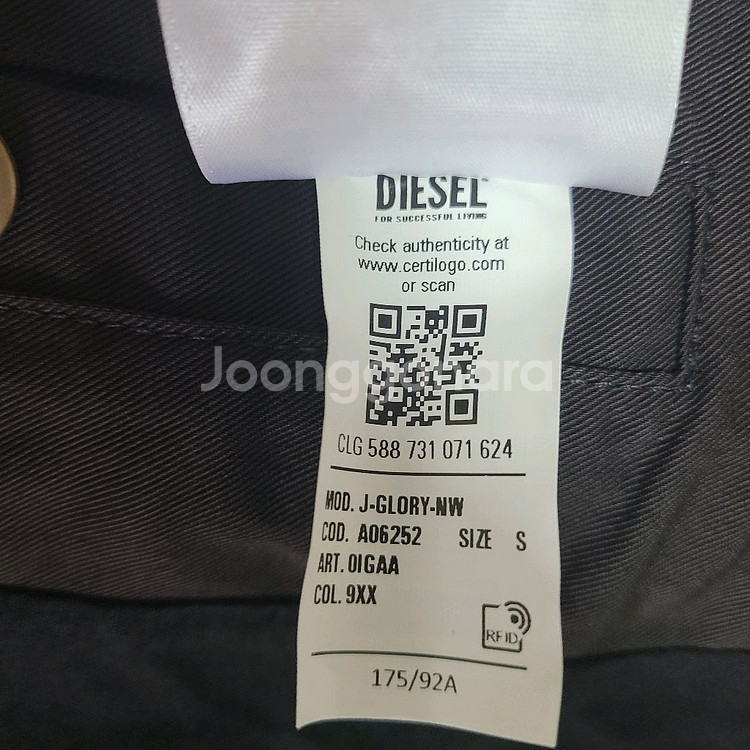 DIESEL
FOR SUCCESSFUL LIVING
Check authenticity at
www.certilogo.com
or scan
Joonggonara
CLG 588 731 071 624
MOD. J-GLORY-NW
COD. A06252 SIZE S
ART. 0IGAA
COL. 9XX
RFID
175/92A